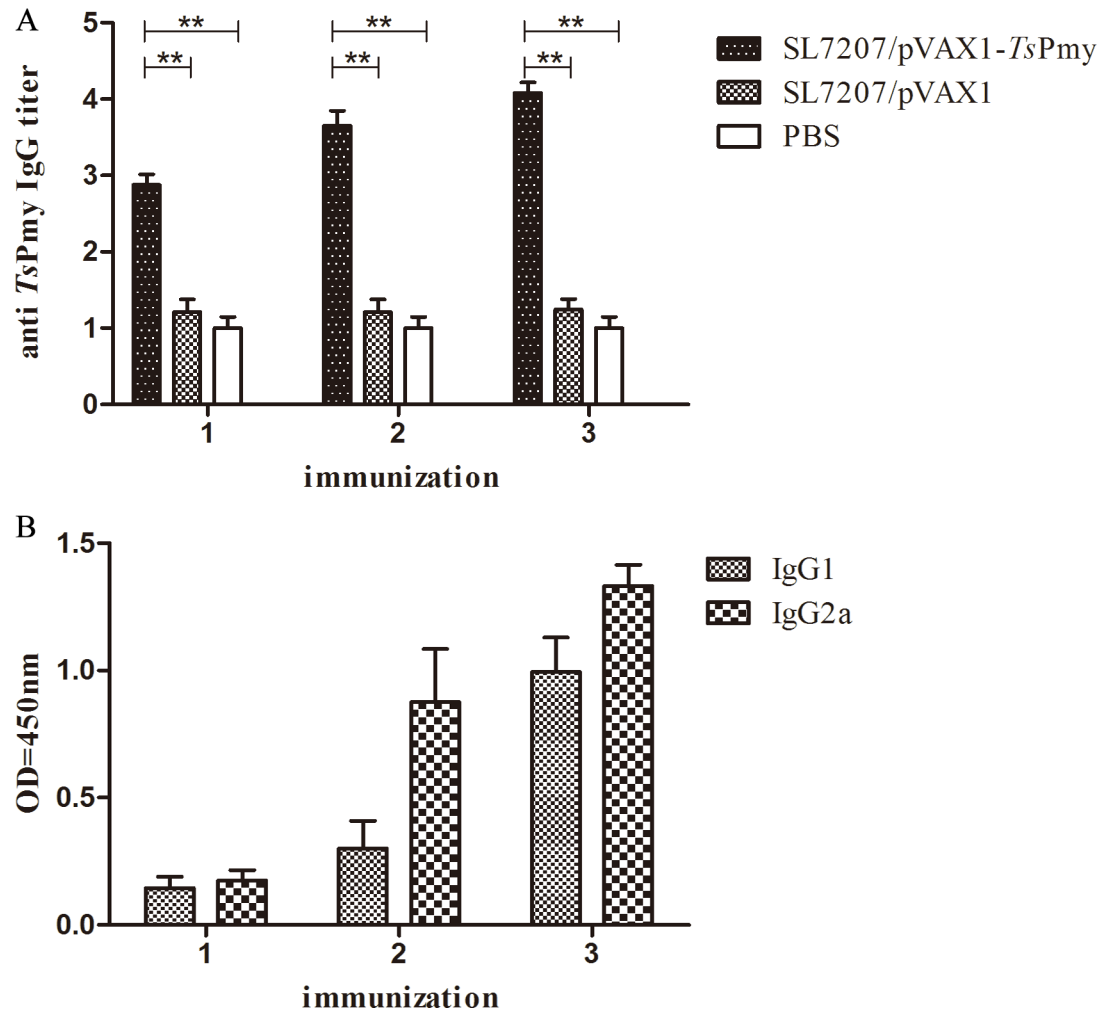 A
5
4
3
2
1
0
anti TsPmy IgG titer
** ** **
** ** **
1 2 3
immunization
SL7207/pVAX1-TsPmy
SL7207/pVAX1
PBS
B
1.5
1.0
0.5
0.0
OD=450nm
1 2 3
immunization
IgG1
IgG2a